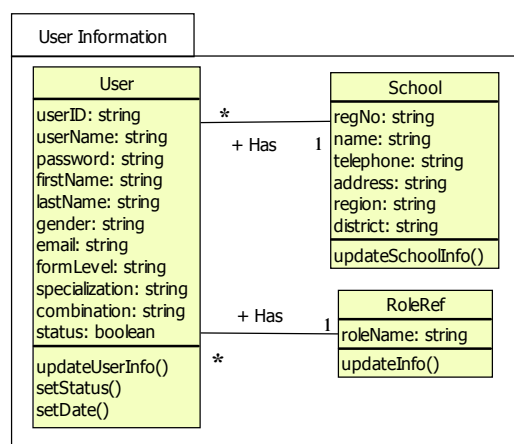 User Information
User
userID: string
userName: string
password: string
firstName: string
lastName: string
gender: string
email: string
formLevel: string
specialization: string
combination: string
status: boolean
updateUserInfo()
setStatus()
setDate()
*
+ Has
1
School
regNo: string
name: string
telephone: string
address: string
region: string
district: string
updateSchoolInfo()
+ Has
1
*
RoleRef
roleName: string
updateInfo()